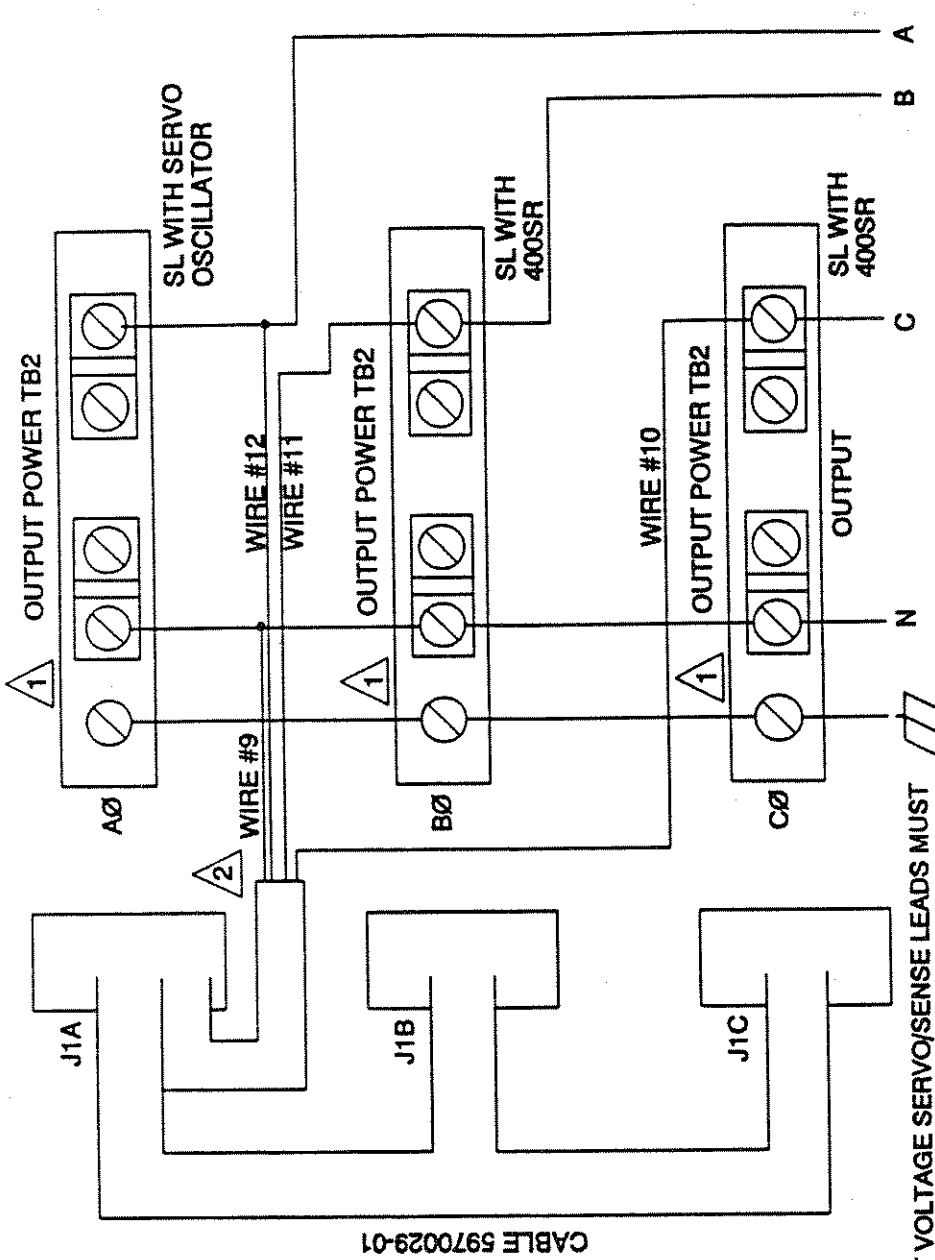 OUTPUT POWER TB2
1
AØ
SL WITH SERVO
OSCILLATOR
WIRE #12
WIRE #11
WIRE #9
2
OUTPUT POWER TB2
1
BØ
SL WITH
400SR
WIRE #10
OUTPUT POWER TB2
1
CØ
SL WITH
400SR
OUTPUT
J1A
J1B
J1C
CABLE 5970029-01
N
C
B
A
VOLTAGE SERVO/SENSE LEADS MUST